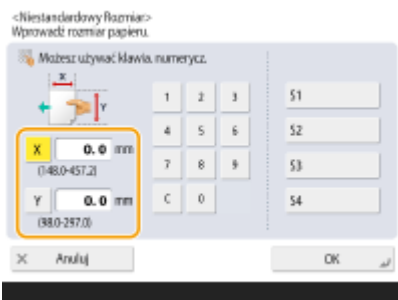 <Niestandardowy Rozmiar>
Wprowadź rozmiar papieru.
Możesz używać klawia. numerycz.
X
Y
1 2 3
S1
4 5 6
S2
X 0. 0 mm
(148.0-457.2)
7 8 9
S3
Y 0. 0 mm
(98.0-297.0)
C 0
S4
× Anuluj
OK